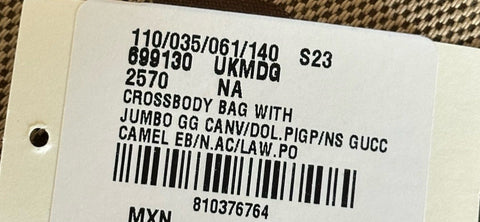 110/035/061/140 S23
699130 UKMDG
2570 NA
CROSSBODY BAG WITH
JUMBO GG CANV/DOL.PIGP/NS GUCC
CAMEL EB/N.AC/LAW.PO
810376764
MXN